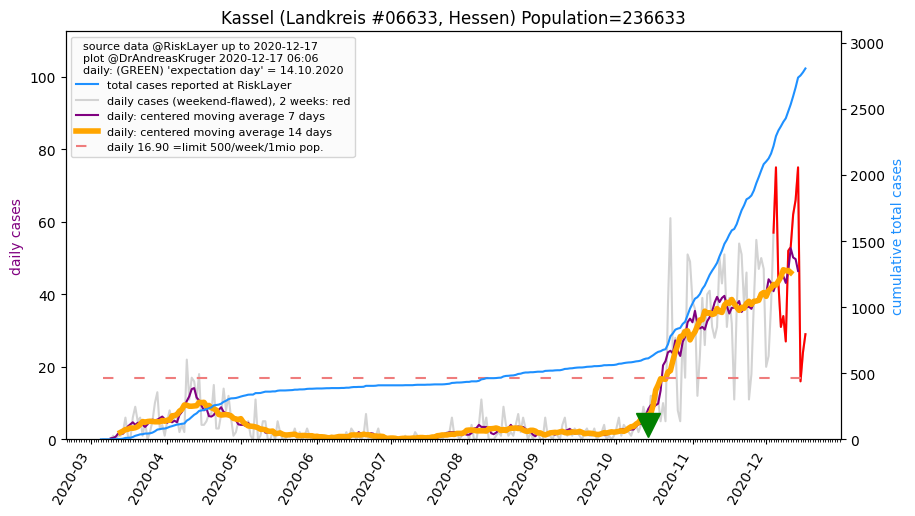 Kassel (Landkreis #06633, Hessen) Population=236633
source data @RiskLayer up to 2020-12-17
plot @DrAndreasKruger 2020-12-17 06:06
daily: (GREEN) 'expectation day' = 14.10.2020
total cases reported at RiskLayer
daily cases (weekend-flawed), 2 weeks: red
daily: centered moving average 7 days
daily: centered moving average 14 days
daily 16.90 =limit 500/week/1mio pop.
daily cases
100
80
60
40
20
0
cumulative total cases
3000
2500
2000
1500
1000
500
0
2020-03
2020-04
2020-05
2020-06
2020-07
2020-08
2020-09
2020-10
2020-11
2020-12